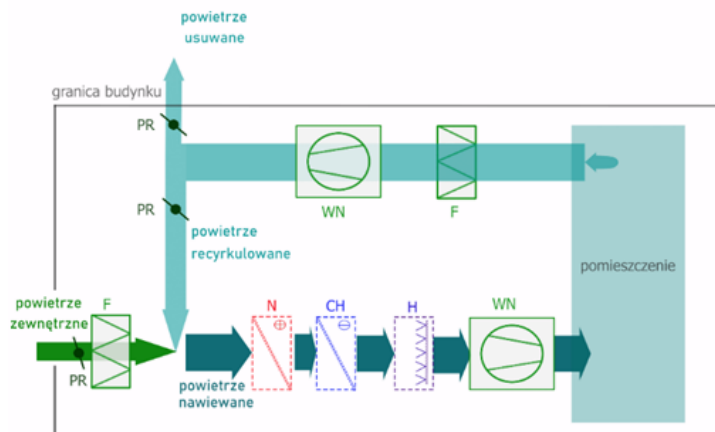 powietrze
usuwane
granica budynku
PR
WN
F
PR
powietrze
recyrkulowane
pomieszczenie
powietrze
zewnętrzne
F
PR
N
CH
H
WN
powietrze
nawiewane